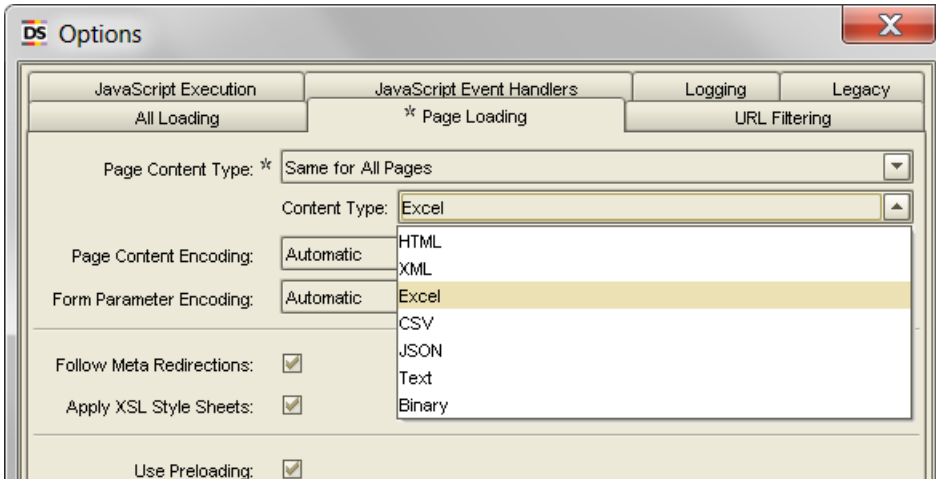 DS Options
JavaScript Execution JavaScript Event Handlers Logging Legacy
All Loading * Page Loading URL Filtering
Page Content Type: * Same for All Pages
Content Type: Excel
HTML
Page Content Encoding: Automatic
XML
Form Parameter Encoding: Automatic
Excel
CSV
JSON
Follow Meta Redirections:
Text
Apply XSL Style Sheets:
Binary
Use Preloading: